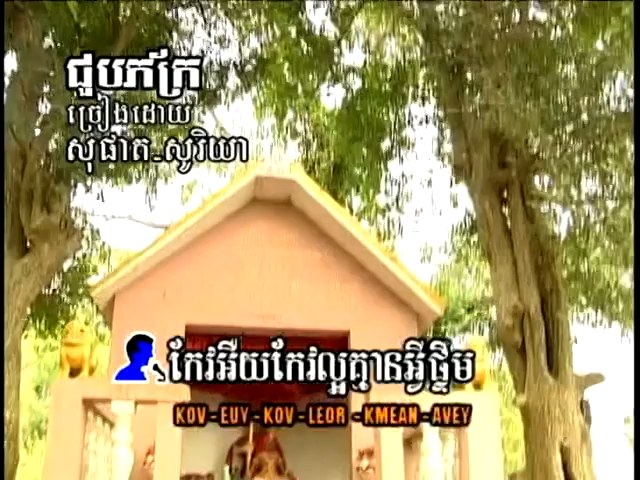 ជួបភក្រែ
ច្រៀងដោយ
សុផាត-សូរិយា
កែវអឺយកែវល្អគ្មានអ្វីផ្ទឹម
KOV-EUY-KOV-LEOR-KMEAN-AVEY